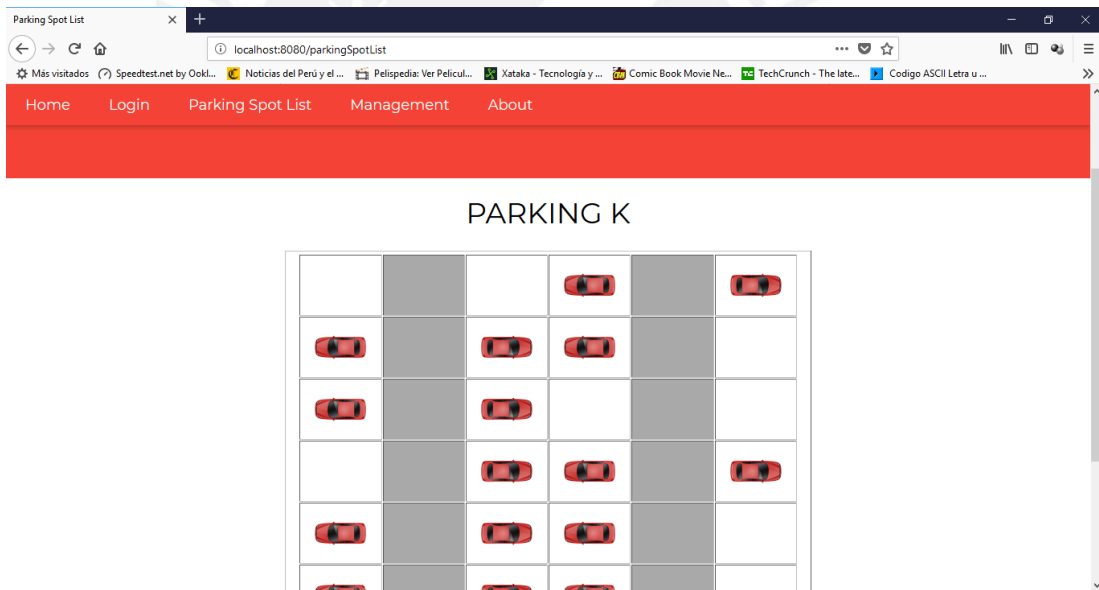 Parking Spot List
localhost:8080/parkingSpotList
Más visitados Speedtest.net by Ookl... Noticias del Perú y el ... Pelispedia: Ver Pelicul... Xataka - Tecnología y ... Comic Book Movie Ne... TechCrunch - The late... Codigo ASCII Letra u ...
Home Login Parking Spot List Management About
PARKING K